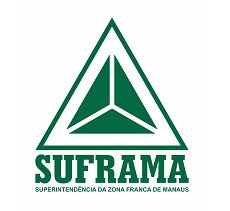 SUFRAMA
SUPERINTENDÊNCIA DA ZONA FRANCA DE MANAUS